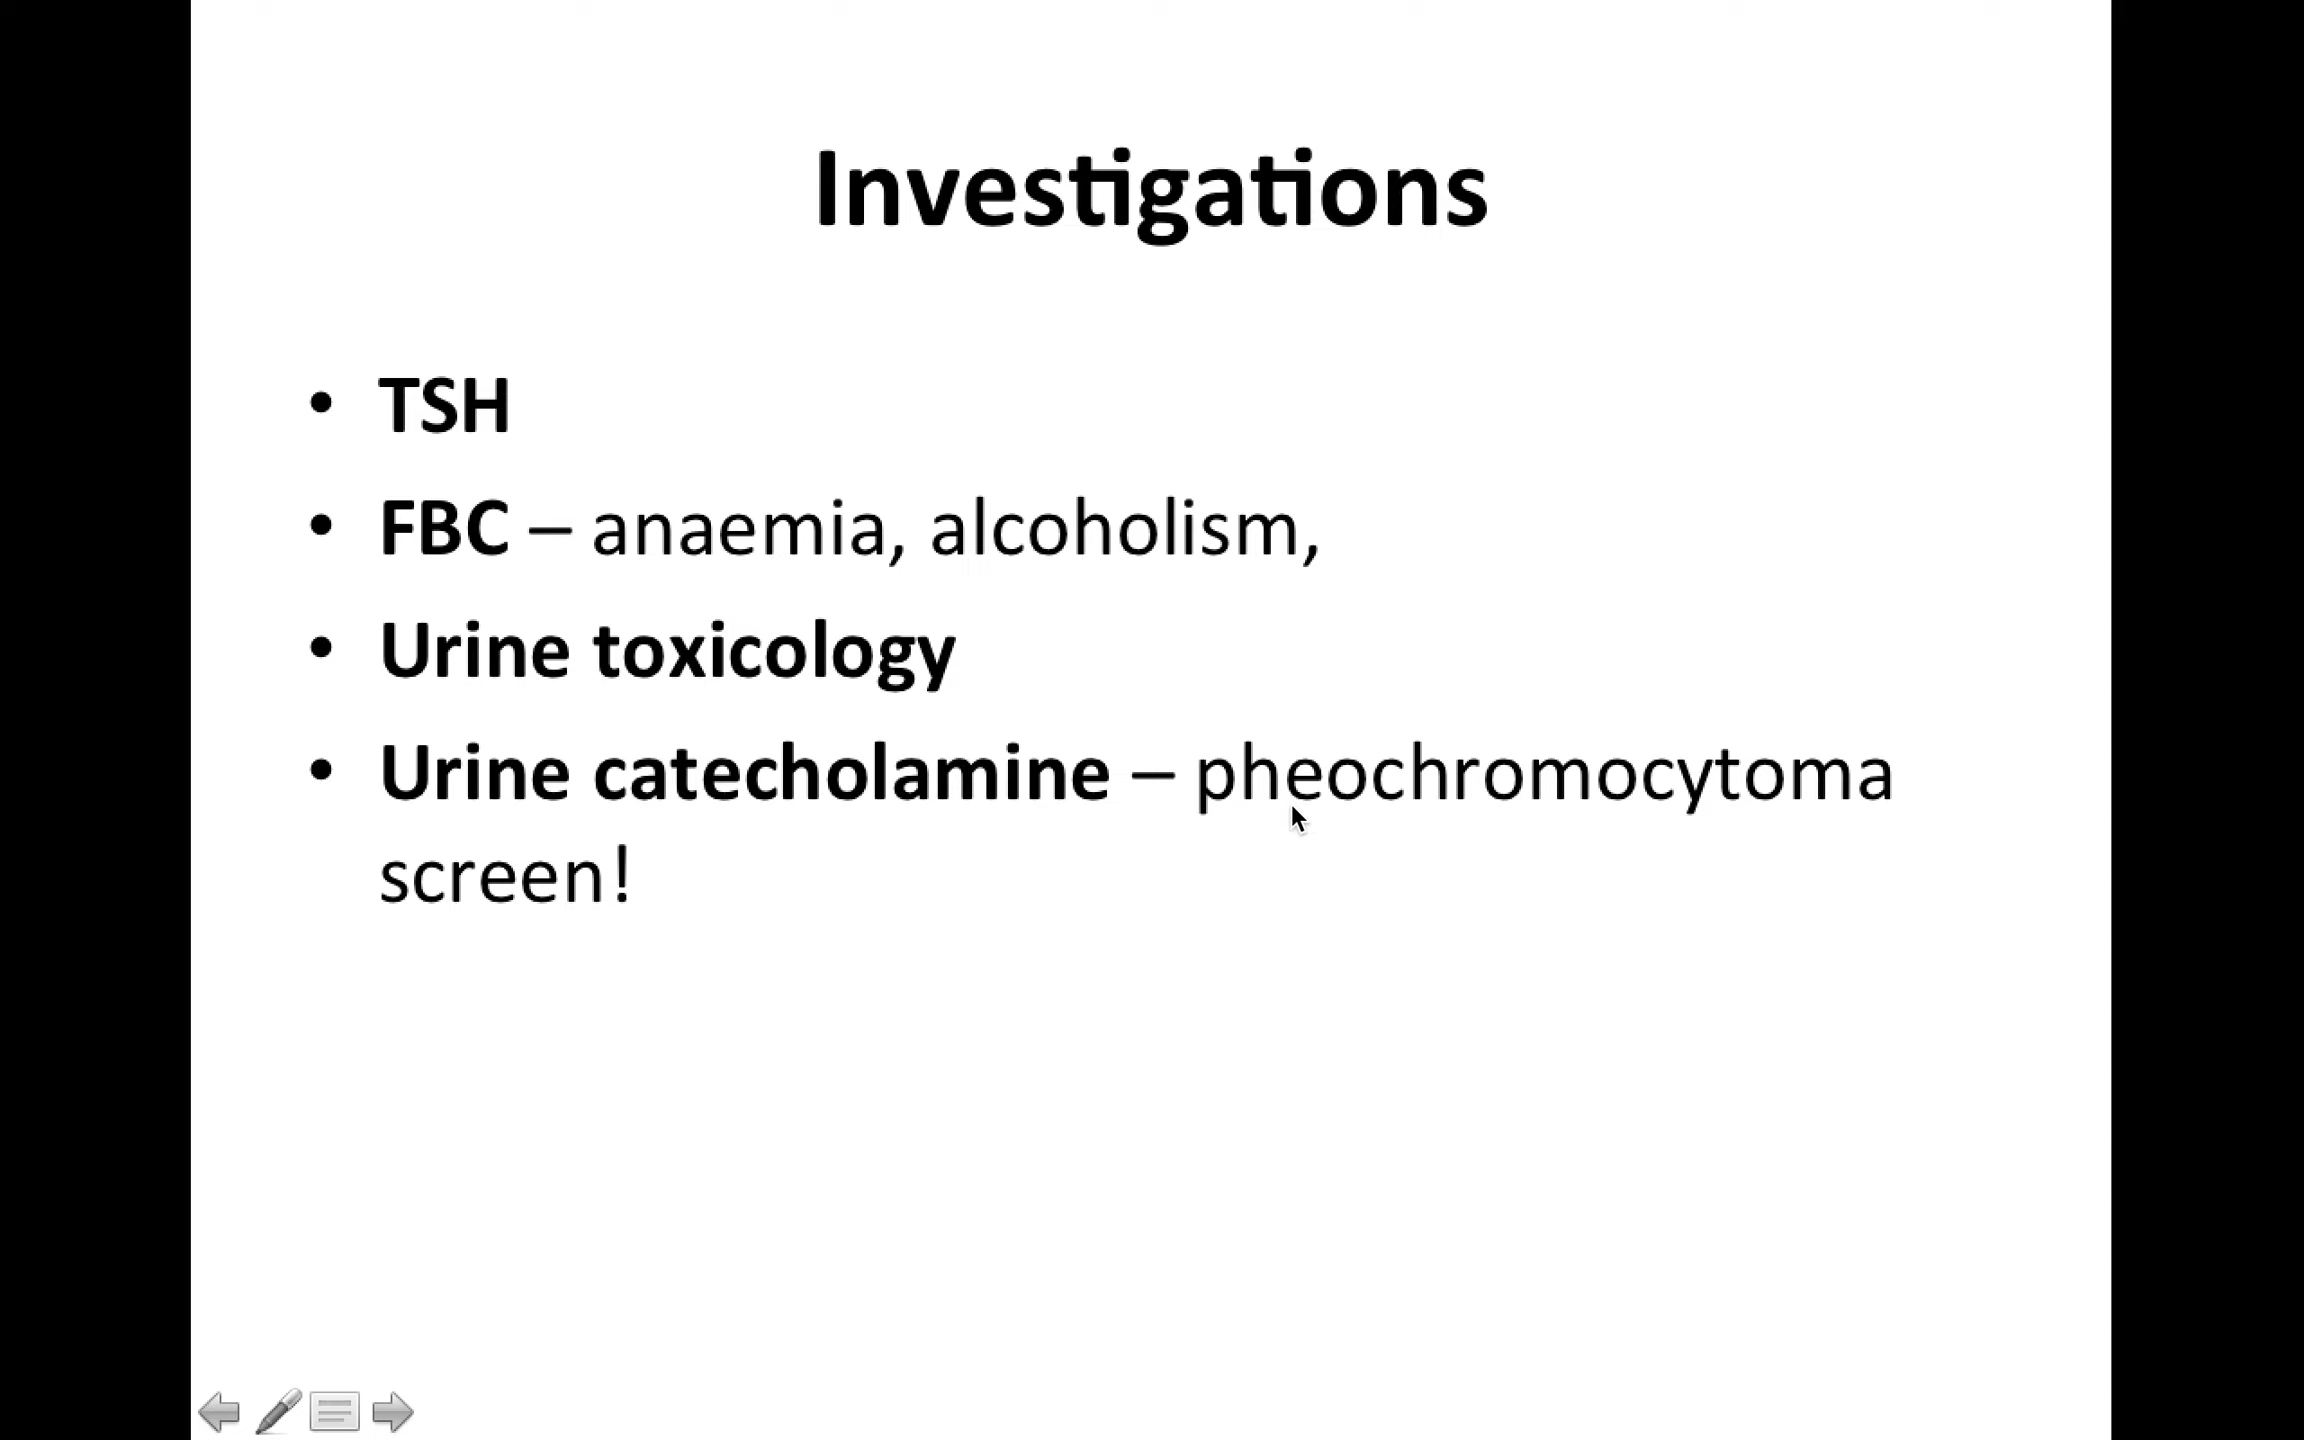 Investigations
• TSH
• FBC – anaemia, alcoholism,
• Urine toxicology
• Urine catecholamine – pheochromocytoma
screen!